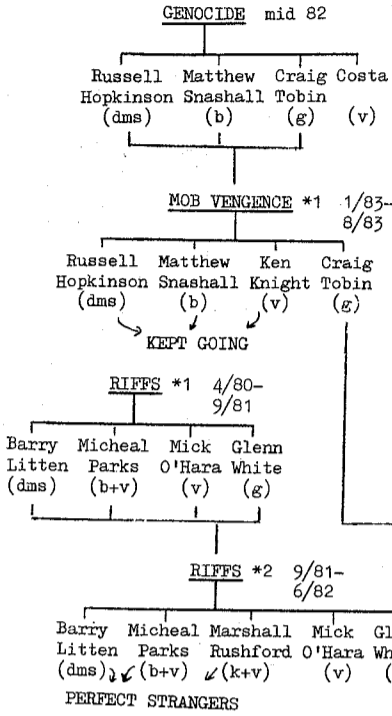 GENOCIDE mid 82
Russell Matthew Craig Costa
Hopkinson Snashall Tobin
(dms) (b) (g) (v)
MOB VENGENCE *1 1/83-
8/83
Russell Matthew Ken Craig
Hopkinson Snashall Knight Tobin
(dms) (b) (v) (g)
KEPT GOING
RIFFS *1 4/80-
9/81
Barry Micheal Mick Glenn
Litten Parks O'Hara White
(dms) (b+v) (v) (g)
RIFFS *2 9/81-
6/82
Barry Micheal Marshall Mick Gl
Litten Parks Rushford O'Hara Wh
(dms) (b+v) (k+v) (v) (
PERFECT STRANGERS